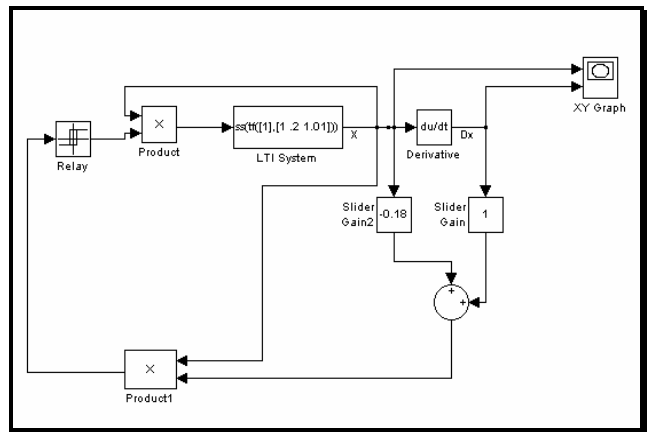 XY Graph
×
ss(tf([1],[1 .2 1.01]))
du/dt
X
Dx
Relay
Product
LTI System
Derivative
Slider
Gain2
-0.18
Slider
Gain
1
+
+
×
Product1